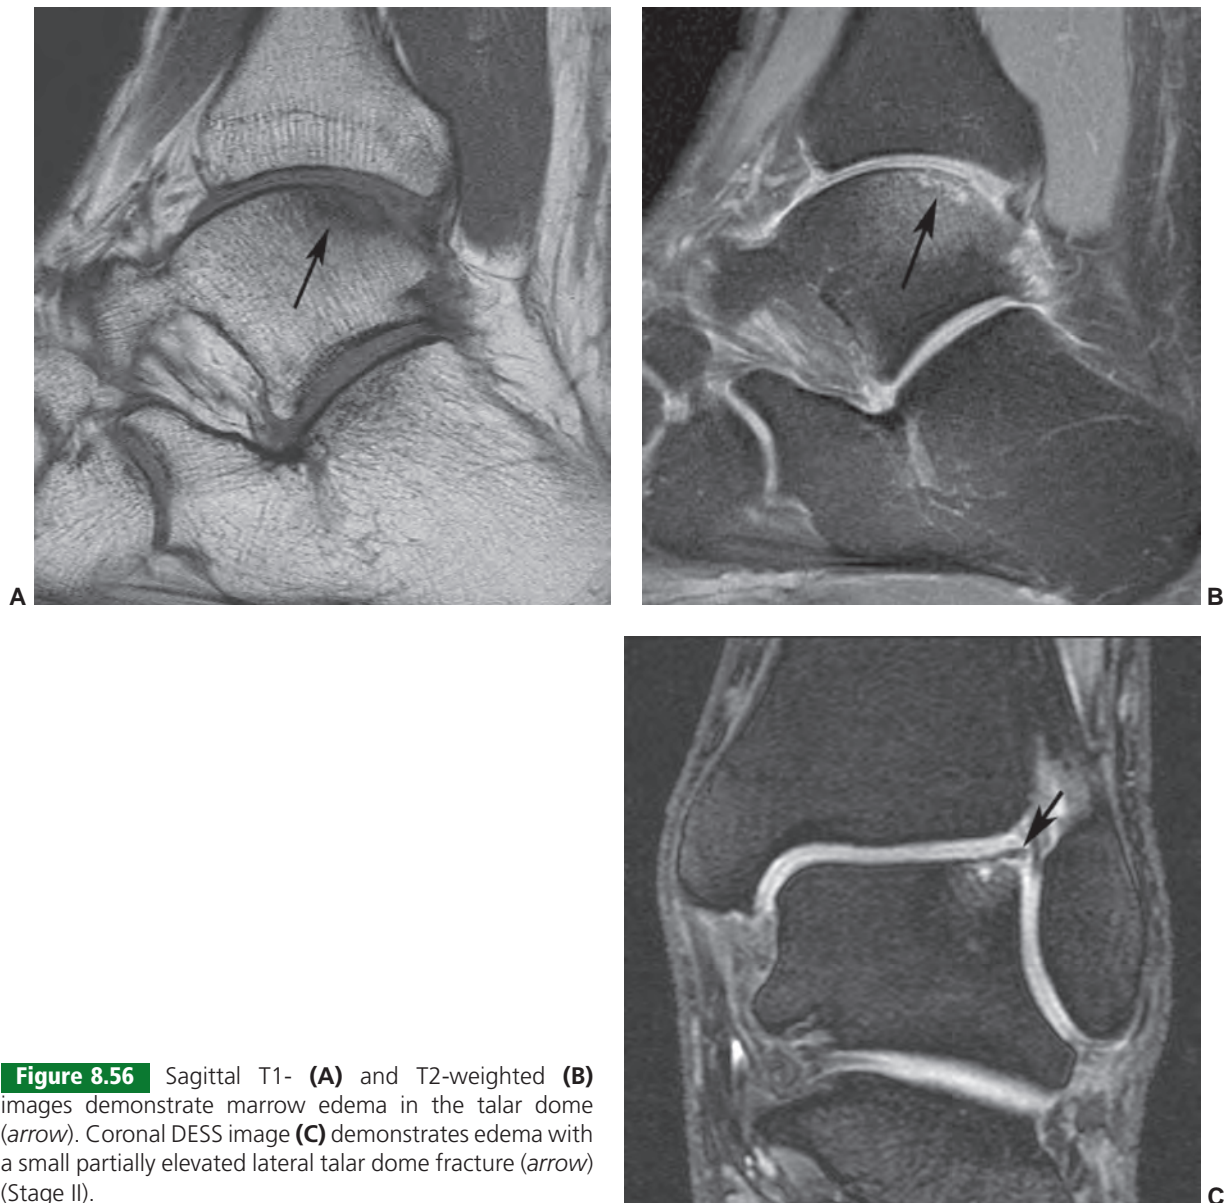 A
B
C
Figure 8.56 Sagittal T1- (A) and T2-weighted (B)
images demonstrate marrow edema in the talar dome
(arrow). Coronal DESS image (C) demonstrates edema with
a small partially elevated lateral talar dome fracture (arrow)
(Stage II).